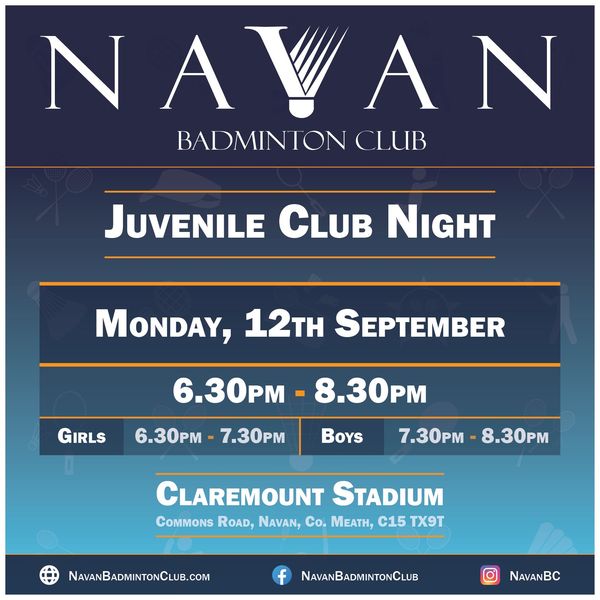 NAVAN
BADMINTON CLUB
JUVENILE CLUB NIGHT
MONDAY, 12TH SEPTEMBER
6.30PM - 8.30PM
GIRLS 6.30PM - 7.30PM BOYS 7.30PM - 8.30PM
CLAREMOUNT STADIUM
COMMONS ROAD, NAVAN, CO. MEATH, C15 TX9T
NAVANBADMINTONCLUB.COM NAVANBADMINTONCLUB NAVANBC